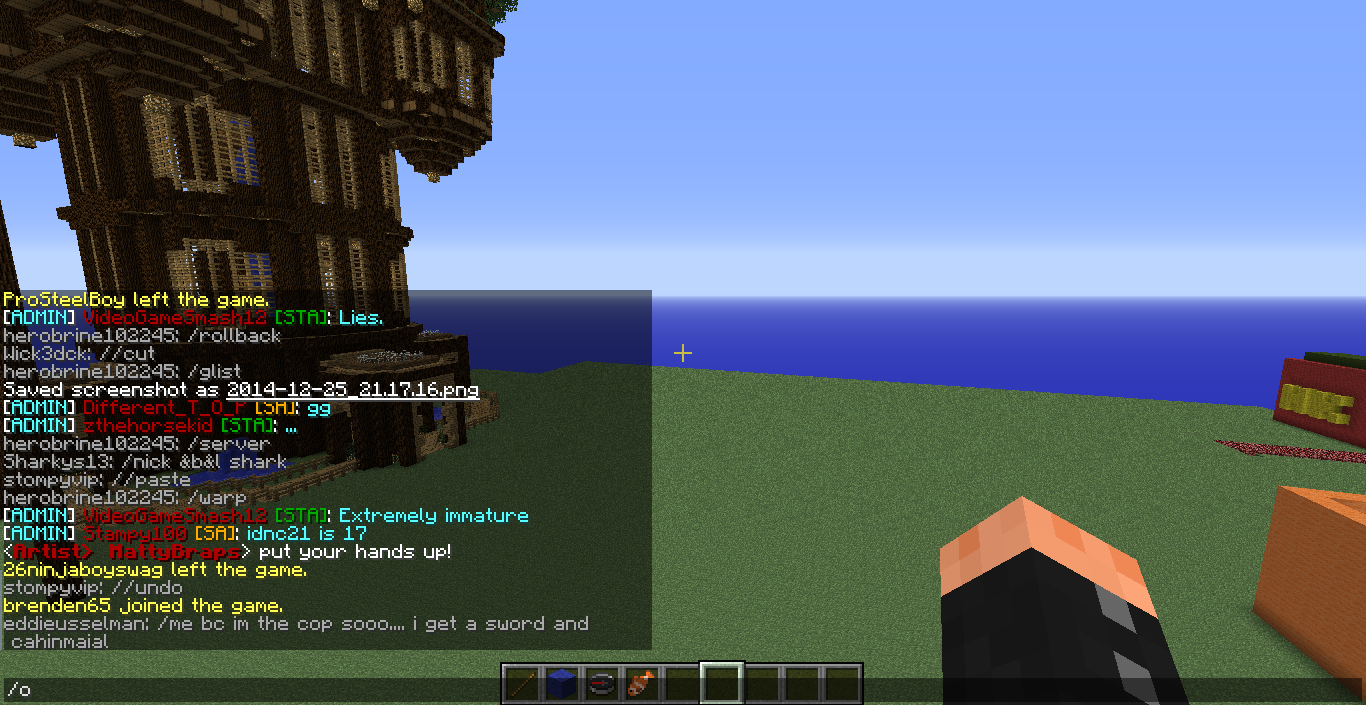 ProSteelBoy left the game.
[ADMIN] VideoGameSmash12 [STA]: Lies.
herobrine102245: /rollback
Wick3dck: //cut
herobrine102245: /glist
Saved screenshot as 2014-12-25_21.17.16.png
[ADMIN] Different_T_O_P [SA]: gg
[ADMIN] zthehorsekid [STA]: ...
herobrine102245: /server
Sharkys13: /nick &b&l shark
stompyvip: //paste
herobrine102245: /warp
[ADMIN] VideoGameSmash12 [STA]: Extremely immature
[ADMIN] Stampy100 [SA]: idnc21 is 17
<Artist> MattyBraps> put your hands up!
26ninjaboyswag left the game.
stompyvip: //undo
brenden65 joined the game.
eddieusselman: /me bc im the cop sooo.... i get a sword and
cahinmaial
/o